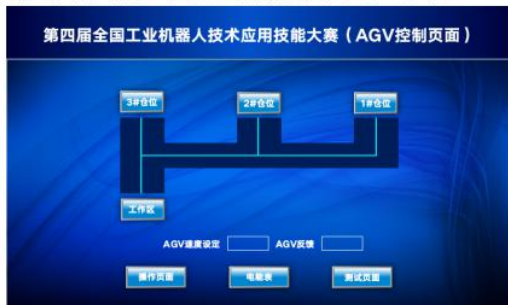 第四届全国工业机器人技术应用技能大赛（AGV控制页面）
3#仓位 2#仓位 1#仓位
工作区
AGV速度设定 AGV反馈
操作页面 电能表 测试页面